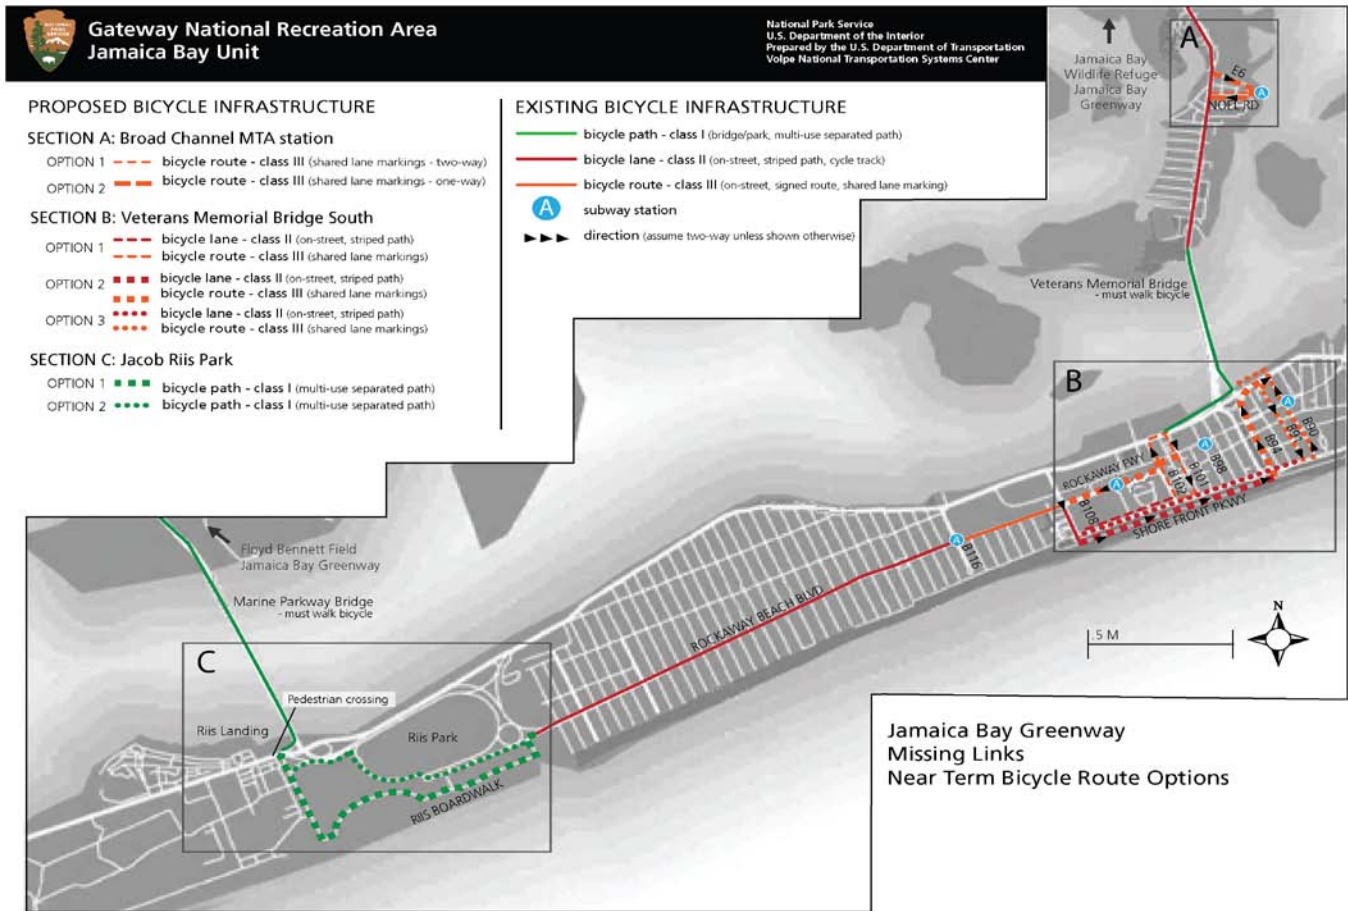 Gateway National Recreation Area
Jamaica Bay Unit
National Park Service
U.S. Department of the Interior
Prepared by the U.S. Department of Transportation
Volpe National Transportation Systems Center
PROPOSED BICYCLE INFRASTRUCTURE
SECTION A: Broad Channel MTA station
OPTION 1 bicycle route - class III (shared lane markings - two-way)
OPTION 2 bicycle route - class III (shared lane markings - one-way)
SECTION B: Veterans Memorial Bridge South
OPTION 1 bicycle lane - class II (on-street, striped path)
bicycle route - class III (shared lane markings)
OPTION 2 bicycle lane - class II (on-street, striped path)
bicycle route - class III (shared lane markings)
OPTION 3 bicycle lane - class II (on-street, striped path)
bicycle route - class III (shared lane markings)
SECTION C: Jacob Riis Park
OPTION 1 bicycle path - class I (multi-use separated path)
OPTION 2 bicycle path - class I (multi-use separated path)
EXISTING BICYCLE INFRASTRUCTURE
bicycle path - class I (bridge/park, multi-use separated path)
bicycle lane - class II (on-street, striped path, cycle track)
bicycle route - class III (on-street, signed route, shared lane marking)
A subway station
direction (assume two-way unless shown otherwise)
A
Jamaica Bay
Wildlife Refuge
Jamaica Bay
Greenway
E6
NOEL RD
A
Veterans Memorial Bridge
- must walk bicycle
B
A
B90
B91
B94
A
B98
B101
B102
ROCKAWAY FWY
A
B108
SHORE FRONT PKWY
A
B116
ROCKAWAY BEACH BLVD
Floyd Bennett Field
Jamaica Bay Greenway
Marine Parkway Bridge
- must walk bicycle
C
Pedestrian crossing
Riis Landing
Riis Park
RIIS BOARDWALK
.5 M
N
Jamaica Bay Greenway
Missing Links
Near Term Bicycle Route Options